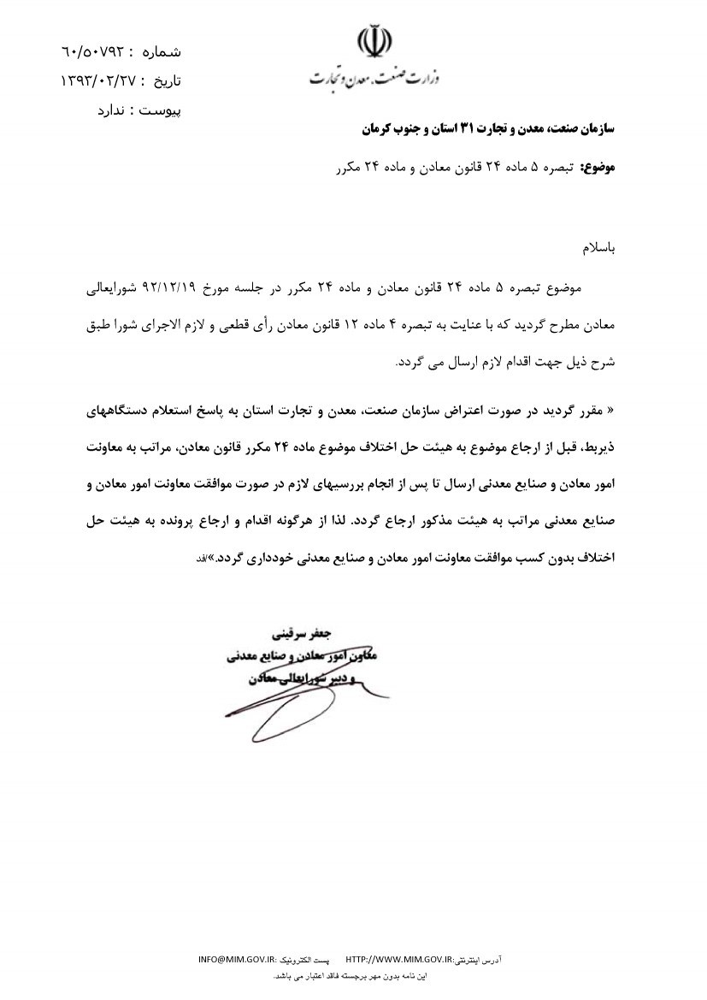 وزارت صنعت، معدن و تجارت
شماره : ٦٠/٥٠٧٩٢
تاریخ : ١٣٩٣/٠٢/٢٧
پیوست : ندارد
سازمان صنعت، معدن و تجارت ۳۱ استان و جنوب کرمان
موضوع: تبصره ۵ ماده ۲۴ قانون معادن و ماده ۲۴ مکرر
باسلام
موضوع تبصره ۵ ماده ۲۴ قانون معادن و ماده ۲۴ مکرر در جلسه مورخ ۹۲/۱۲/۱۹ شورایعالی
معادن مطرح گردید که با عنایت به تبصره ۴ ماده ۱۲ قانون معادن رأی قطعی و لازم الاجرای شورا طبق
شرح ذیل جهت اقدام لازم ارسال می گردد.
« مقرر گردید در صورت اعتراض سازمان صنعت، معدن و تجارت استان به پاسخ استعلام دستگاههای
ذیربط، قبل از ارجاع موضوع به هیئت حل اختلاف موضوع ماده ۲۴ مکرر قانون معادن، مراتب به معاونت
امور معادن و صنایع معدنی ارسال تا پس از انجام بررسیهای لازم در صورت موافقت معاونت امور معادن و
صنایع معدنی مراتب به هیئت مذکور ارجاع گردد. لذا از هرگونه اقدام و ارجاع پرونده به هیئت حل
اختلاف بدون کسب موافقت معاونت امور معادن و صنایع معدنی خودداری گردد.»/فد
جعفر سرقینی
معاون امور معادن و صنایع معدنی
و دبیر شورایعالی معادن
آدرس اینترنتی:HTTP://WWW.MIM.GOV.IR پست الکترونیک :INFO@MIM.GOV.IR
این نامه بدون مهر برجسته فاقد اعتبار می باشد.